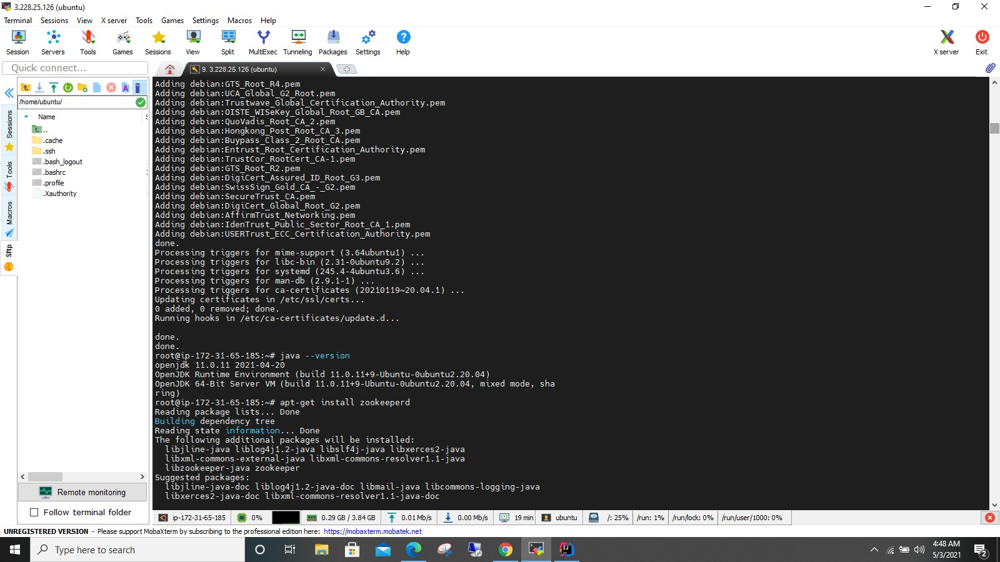 3.228.25.126 (ubuntu)
Terminal Sessions View X server Tools Games Settings Macros Help
Session Servers Tools Games Sessions View Split MultiExec Tunneling Packages Settings Help X server Exit
Quick connect...
9. 3.228.25.126 (ubuntu)
/home/ubuntu/
Name
..
.cache
.ssh
.bash_logout
.bashrc
.profile
.Xauthority
Sessions
Tools
Macros
Sftp
Remote monitoring
Follow terminal folder
Adding debian:GTS_Root_R4.pem
Adding debian:UCA_Global_G2_Root.pem
Adding debian:Trustwave_Global_Certification_Authority.pem
Adding debian:OISTE_WISeKey_Global_Root_GB_CA.pem
Adding debian:QuoVadis_Root_CA_2.pem
Adding debian:Hongkong_Post_Root_CA_3.pem
Adding debian:Buypass_Class_2_Root_CA.pem
Adding debian:Entrust_Root_Certification_Authority.pem
Adding debian:TrustCor_RootCert_CA-1.pem
Adding debian:GTS_Root_R2.pem
Adding debian:DigiCert_Assured_ID_Root_G3.pem
Adding debian:SwissSign_Gold_CA_-_G2.pem
Adding debian:SecureTrust_CA.pem
Adding debian:DigiCert_Global_Root_G2.pem
Adding debian:AffirmTrust_Networking.pem
Adding debian:IdenTrust_Public_Sector_Root_CA_1.pem
Adding debian:USERTrust_ECC_Certification_Authority.pem
done.
Processing triggers for mime-support (3.64ubuntu1) ...
Processing triggers for libc-bin (2.31-0ubuntu9.2) ...
Processing triggers for systemd (245.4-4ubuntu3.6) ...
Processing triggers for man-db (2.9.1-1) ...
Processing triggers for ca-certificates (20210119~20.04.1) ...
Updating certificates in /etc/ssl/certs...
0 added, 0 removed; done.
Running hooks in /etc/ca-certificates/update.d...
done.
done.
root@ip-172-31-65-185:~# java --version
openjdk 11.0.11 2021-04-20
OpenJDK Runtime Environment (build 11.0.11+9-Ubuntu-0ubuntu2.20.04)
OpenJDK 64-Bit Server VM (build 11.0.11+9-Ubuntu-0ubuntu2.20.04, mixed mode, sha
ring)
root@ip-172-31-65-185:~# apt-get install zookeeperd
Reading package lists... Done
Building dependency tree
Reading state information... Done
The following additional packages will be installed:
libjline-java liblog4j1.2-java libslf4j-java libxerces2-java
libxml-commons-external-java libxml-commons-resolver1.1-java
libzookeeper-java zookeeper
Suggested packages:
libjline-java-doc liblog4j1.2-java-doc libmail-java libcommons-logging-java
libxerces2-java-doc libxml-commons-resolver1.1-java-doc
ip-172-31-65-185 0% 0.29 GB / 3.84 GB 0.01 Mb/s 0.00 Mb/s 19 min ubuntu /: 25% /run: 1% /run/lock: 0% /run/user/1000: 0%
UNREGISTERED VERSION - Please support MobaXterm by subscribing to the professional edition here: https://mobaxterm.mobatek.net
Type here to search
4:48 AM
5/3/2021
2